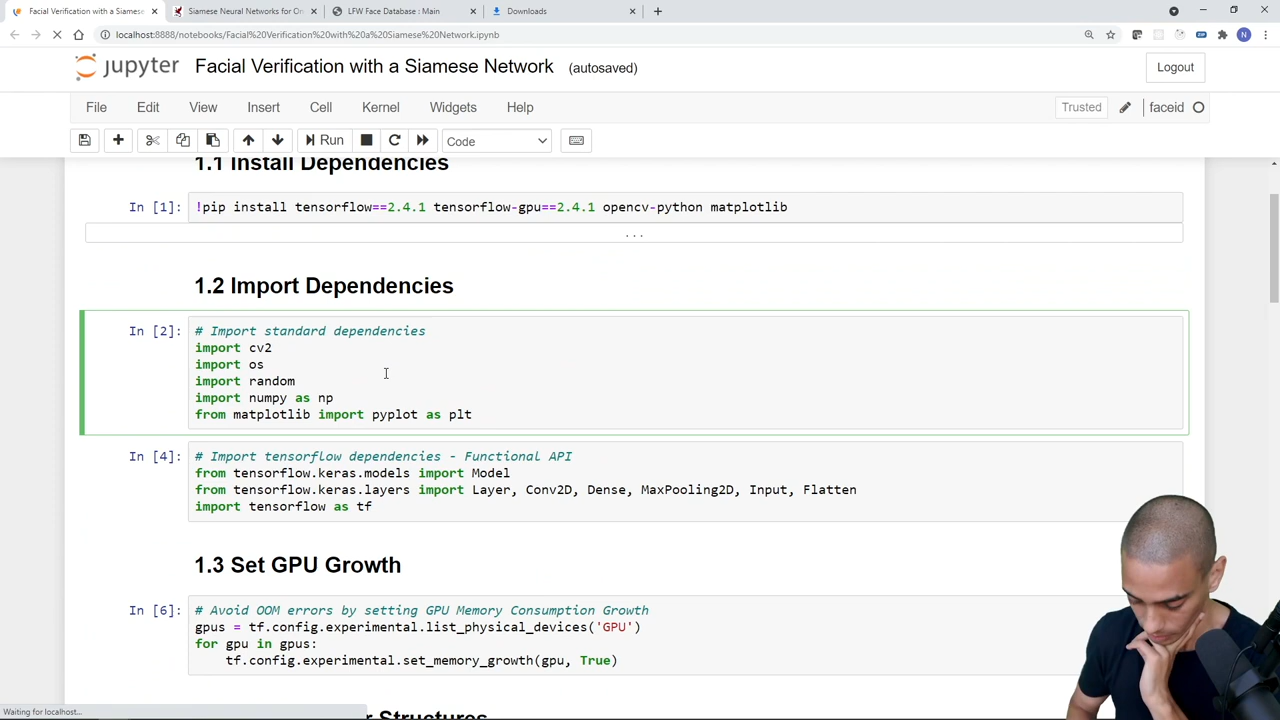 Facial Verification with a Siamese
Siamese Neural Networks for On
LFW Face Database : Main
Downloads
localhost:8888/notebooks/Facial%20Verification%20with%20a%20Siamese%20Network.ipynb
N
jupyter
Facial Verification with a Siamese Network (autosaved)
Logout
File Edit View Insert Cell Kernel Widgets Help
Trusted
faceid
Run
Code
1.1 Install Dependencies
In [1]: !pip install tensorflow==2.4.1 tensorflow-gpu==2.4.1 opencv-python matplotlib
...
1.2 Import Dependencies
In [2]: # Import standard dependencies
import cv2
import os
import random
import numpy as np
from matplotlib import pyplot as plt
In [4]: # Import tensorflow dependencies - Functional API
from tensorflow.keras.models import Model
from tensorflow.keras.layers import Layer, Conv2D, Dense, MaxPooling2D, Input, Flatten
import tensorflow as tf
1.3 Set GPU Growth
In [6]: # Avoid OOM errors by setting GPU Memory Consumption Growth
gpus = tf.config.experimental.list_physical_devices('GPU')
for gpu in gpus:
    tf.config.experimental.set_memory_growth(gpu, True)
Structures
Waiting for localhost...